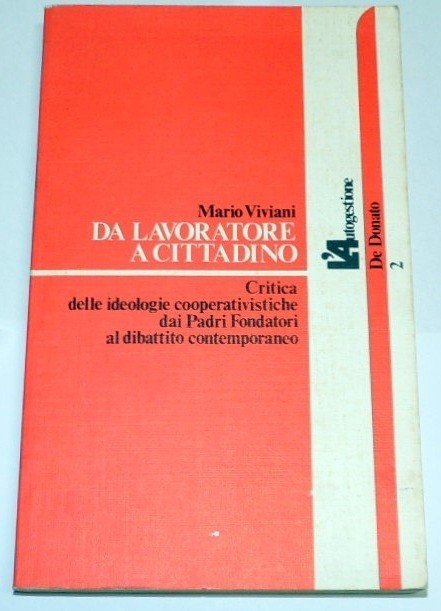 Mario Viviani
DA LAVORATORE
A CITTADINO
Critica
delle ideologie cooperativistiche
dai Padri Fondatori
al dibattito contemporaneo
L'Autogestione
De Donato
2